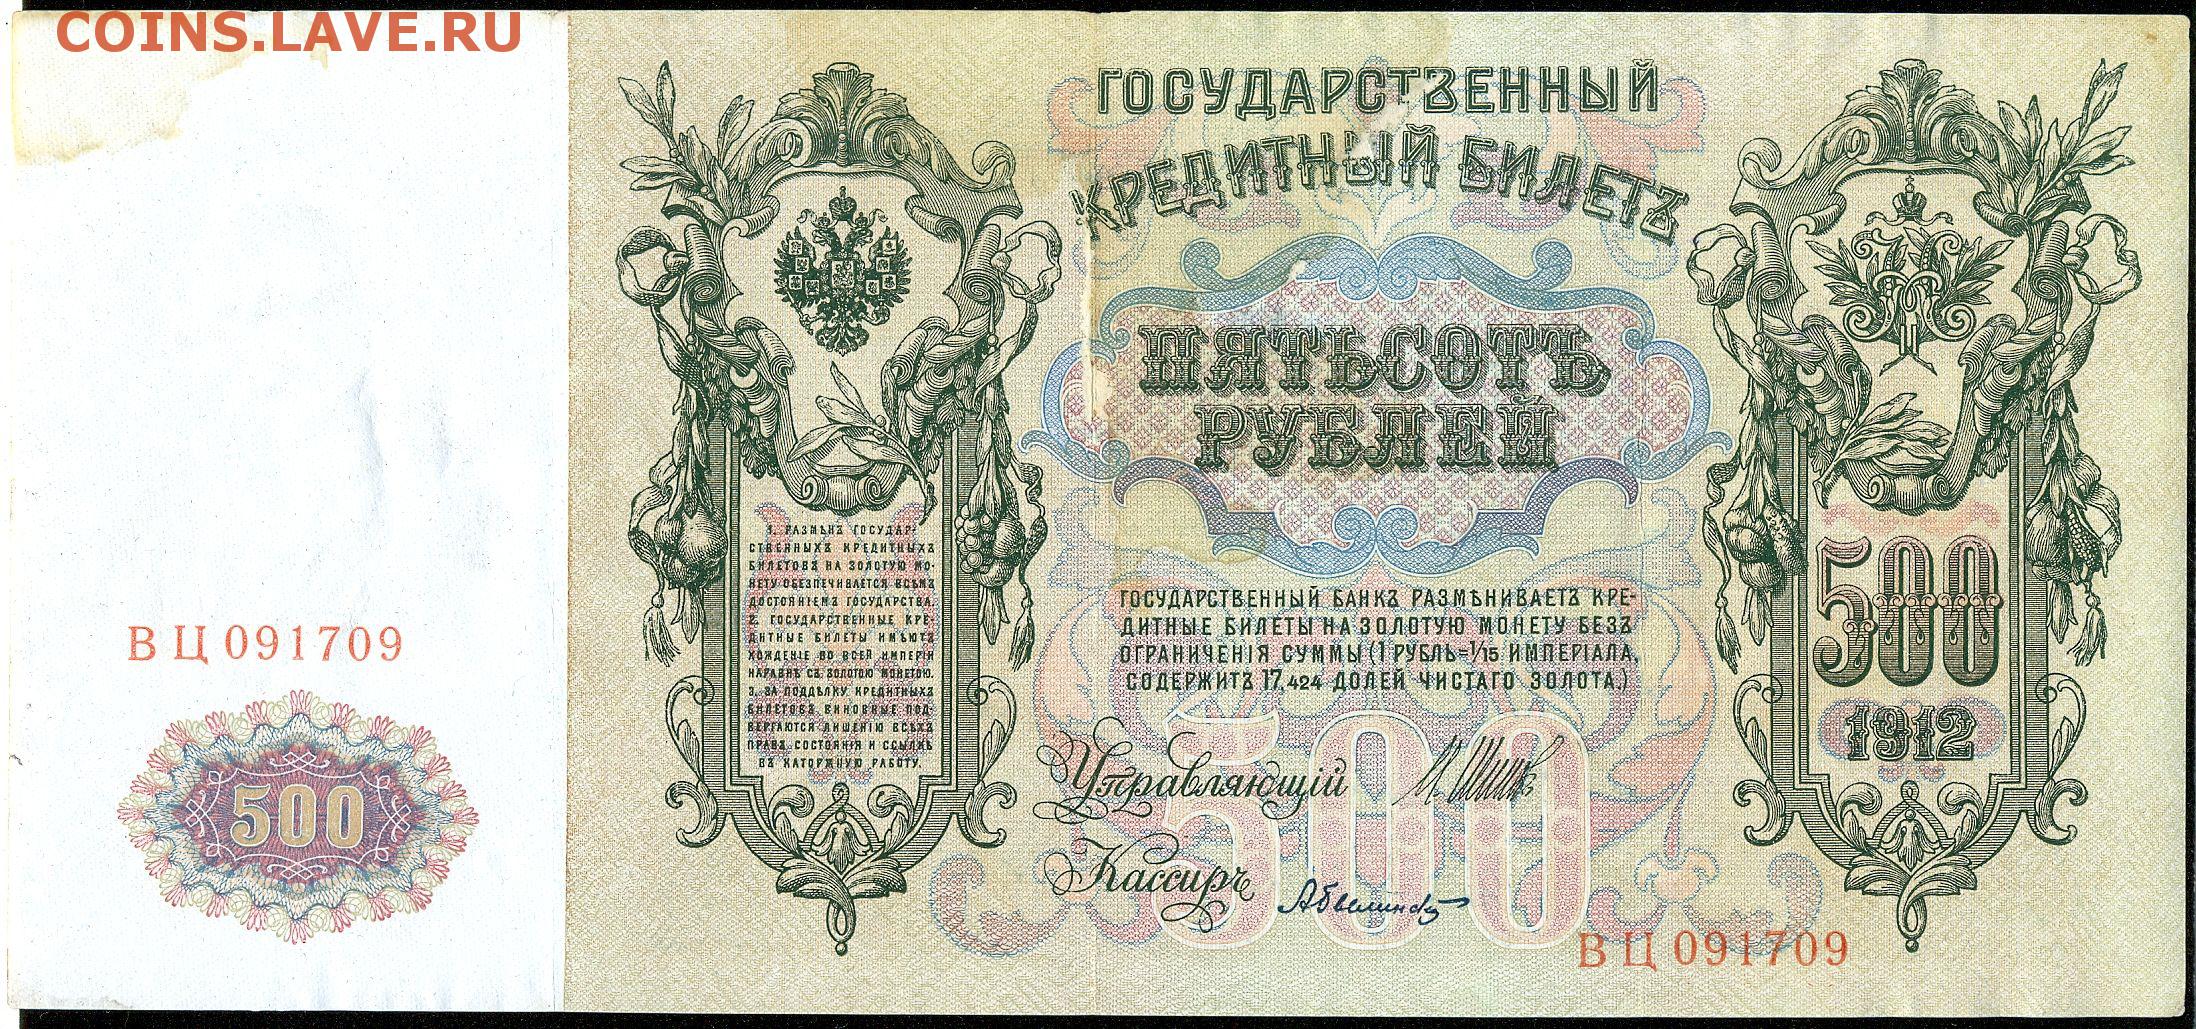 COINS.LAVE.RU
ГОСУДАРСТВЕННЫЙ
КРЕДИТНЫЙ БИЛЕТЪ
ПЯТЬСОТЪ
РУБЛЕЙ
1. РАЗМѢНЪ ГОСУДАР-
СТВЕННЫХЪ КРЕДИТНЫХЪ
БИЛЕТОВЪ НА ЗОЛОТУЮ МО-
НЕТУ ОБЕЗПЕЧИВАЕТСЯ ВСѢМЪ
ДОСТОЯНІЕМЪ ГОСУДАРСТВА.
2. ГОСУДАРСТВЕННЫЕ КРЕ-
ДИТНЫЕ БИЛЕТЫ ИМѢЮТЪ
ХОЖДЕНІЕ ВО ВСЕЙ ИМПЕРІИ
НАРАВНѢ СЪ ЗОЛОТОЮ МОНЕТОЮ.
3. ЗА ПОДДѢЛКУ КРЕДИТНЫХЪ
БИЛЕТОВЪ ВИНОВНЫЕ ПОД-
ВЕРГАЮТСЯ ЛИШЕНІЮ ВСѢХЪ
ПРАВЪ СОСТОЯНІЯ И ССЫЛКѢ
ВЪ КАТОРЖНУЮ РАБОТУ.
ГОСУДАРСТВЕННЫЙ БАНКЪ РАЗМѢНИВАЕТЪ КРЕ-
ДИТНЫЕ БИЛЕТЫ НА ЗОЛОТУЮ МОНЕТУ БЕЗЪ
ОГРАНИЧЕНІЯ СУММЫ (1 РУБЛЬ=1/15 ИМПЕРІАЛА,
СОДЕРЖИТЪ 17,424 ДОЛЕЙ ЧИСТАГО ЗОЛОТА.)
500
1912
ВЦ 091709
500
500
Управляющій
Кассиръ
ВЦ 091709